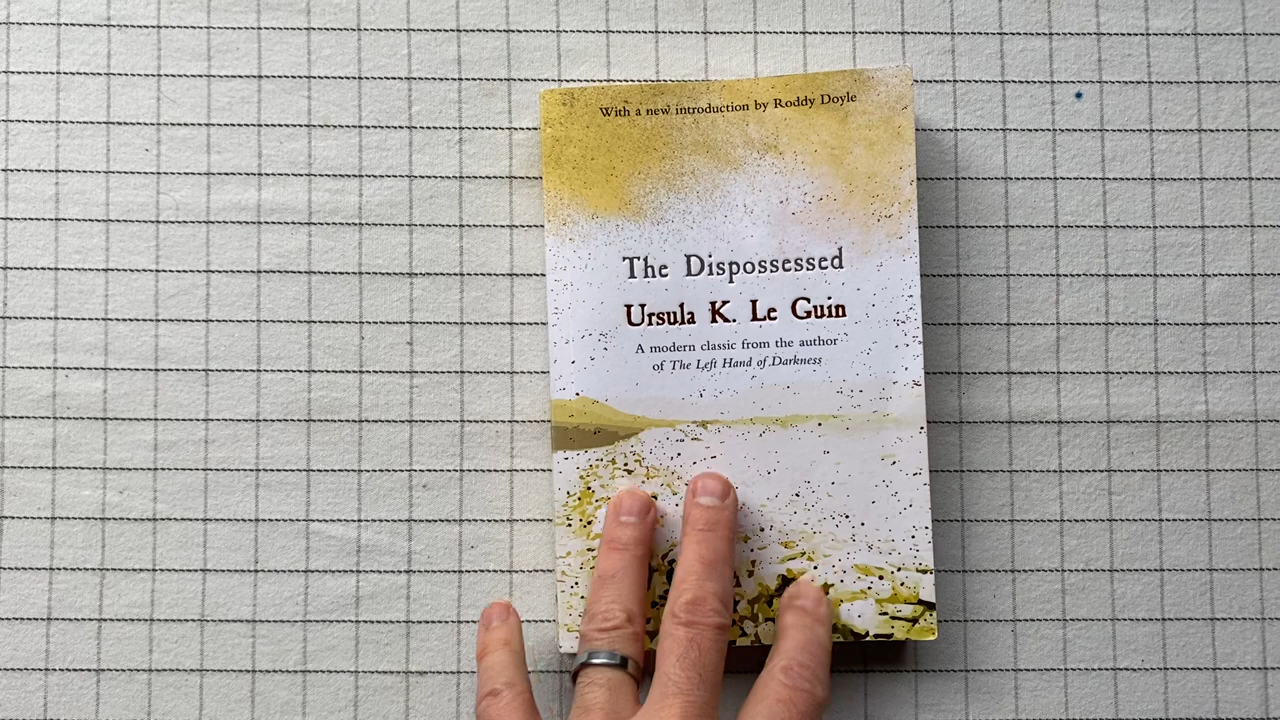 With a new introduction by Roddy Doyle
The Dispossessed
Ursula K. Le Guin
A modern classic from the author
of The Left Hand of Darkness